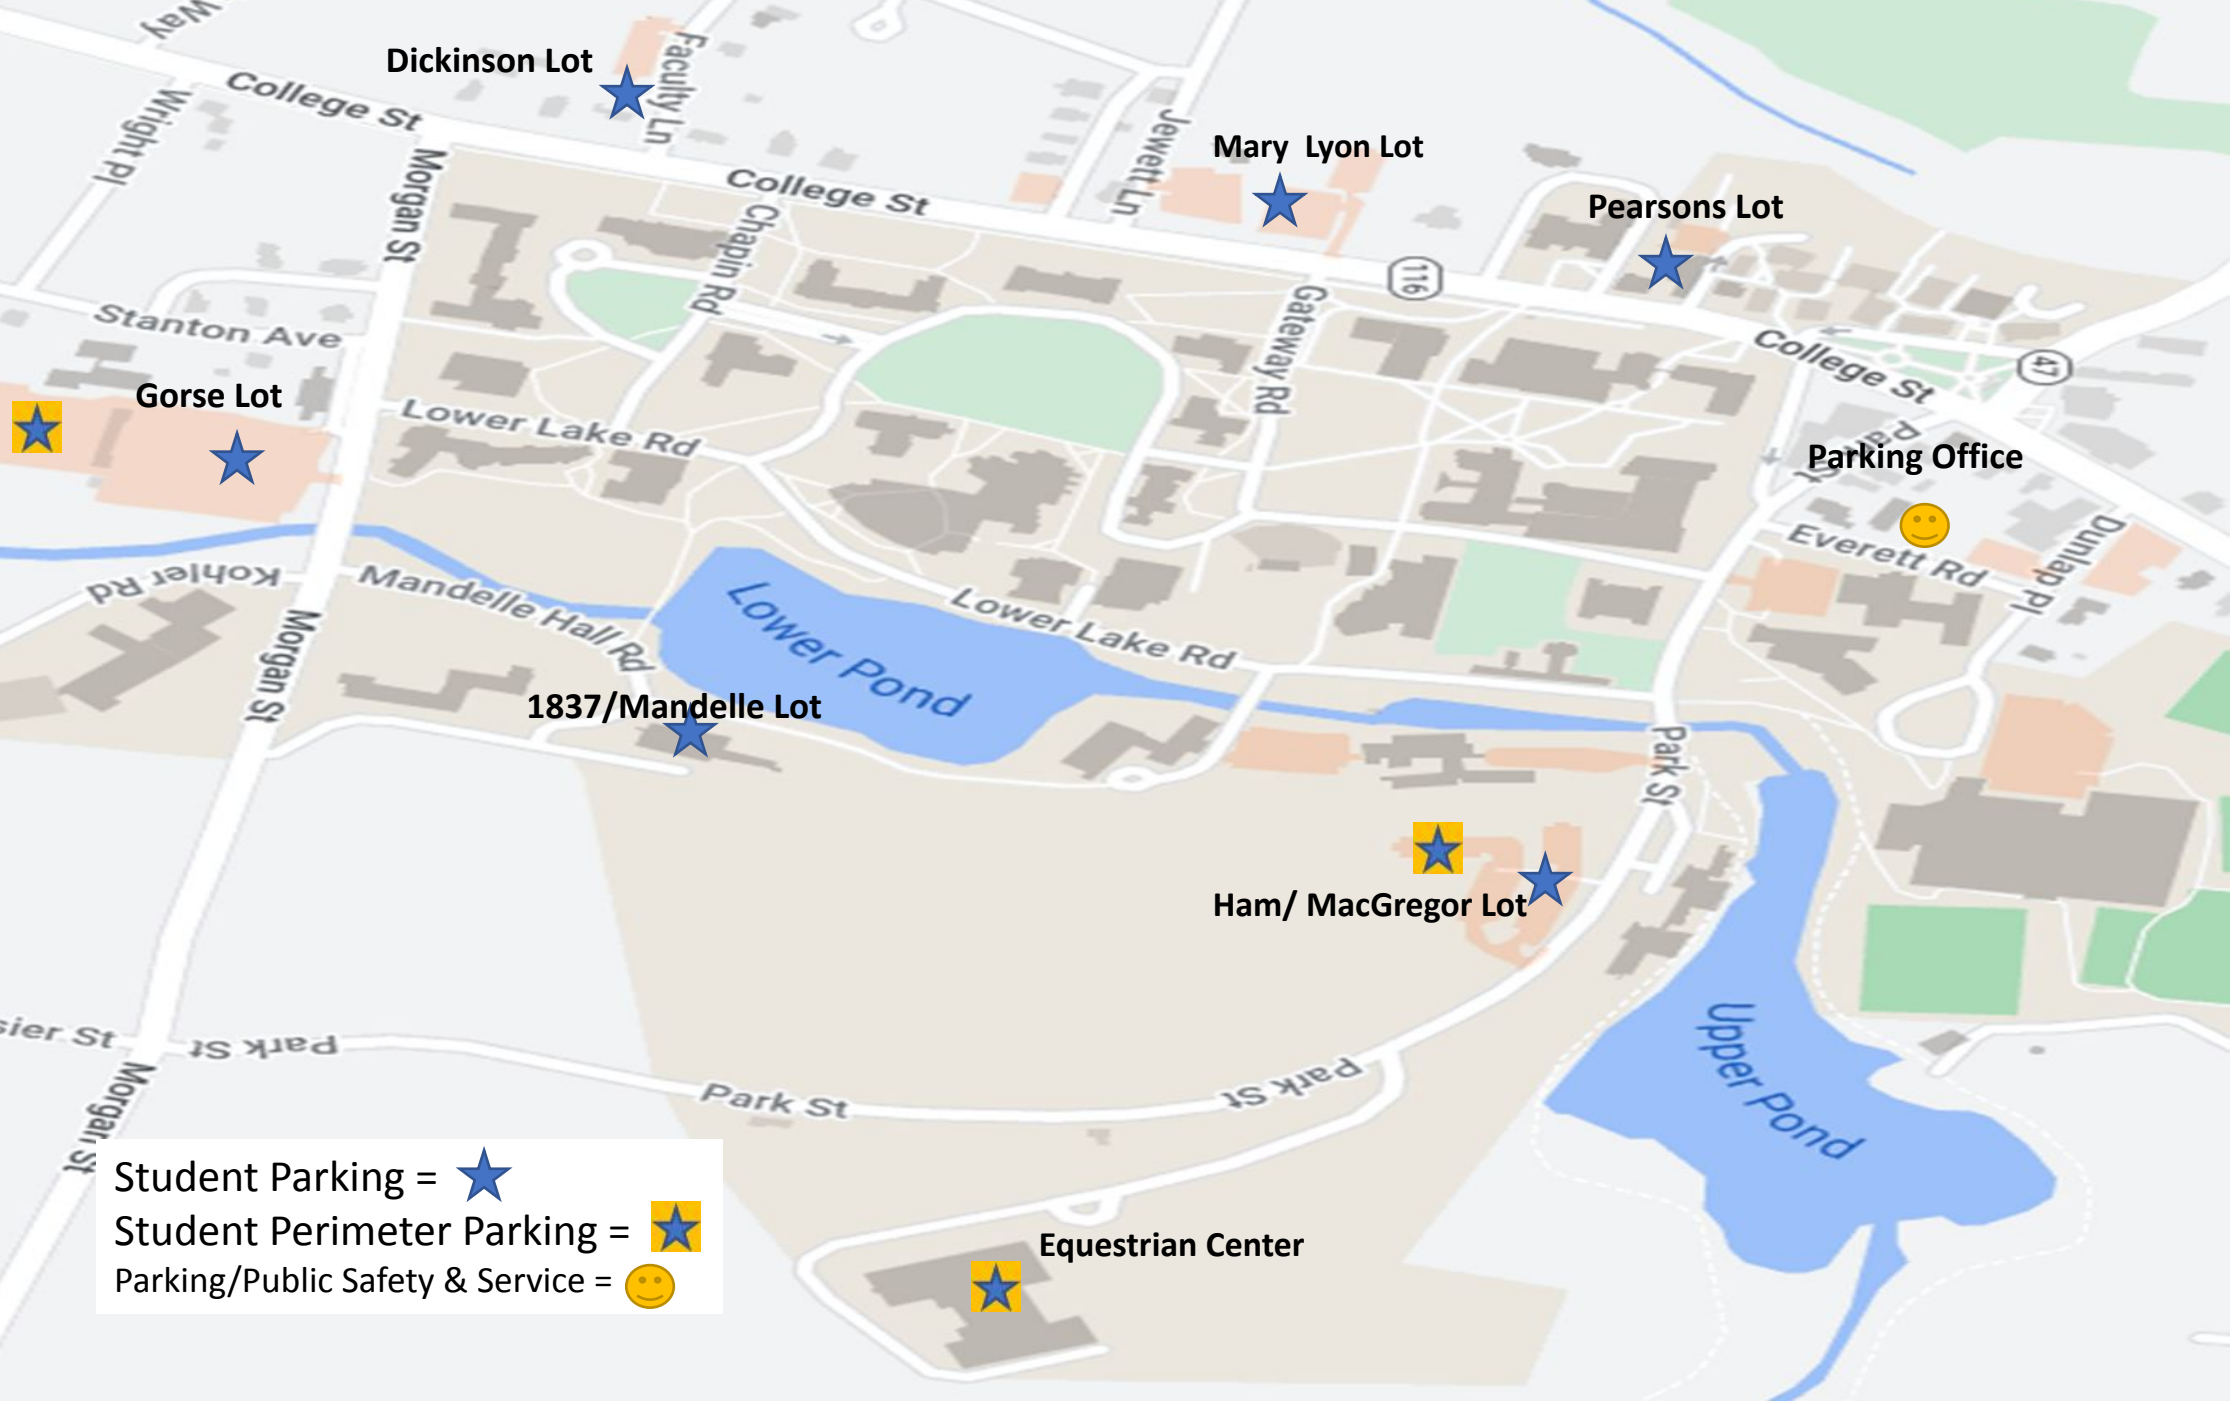 Way
Dickinson Lot
Faculty Ln
College St
Wright Pl
Morgan St
Jewett Ln
Mary  Lyon Lot
College St
Pearsons Lot
Chapin Rd
116
Gateway Rd
Stanton Ave
College St
47
Gorse Lot
Lower Lake Rd
Parking Office
Everett Rd
Dunlap Pl
Kohler Rd
Mandelle Hall Rd
Lower Pond
Lower Lake Rd
Morgan St
1837/Mandelle Lot
Park St
Ham/ MacGregor Lot
sier St
Park St
Morgan St
Park St
Park St
Upper Pond
Student Parking =
Student Perimeter Parking =
Parking/Public Safety & Service =
Equestrian Center